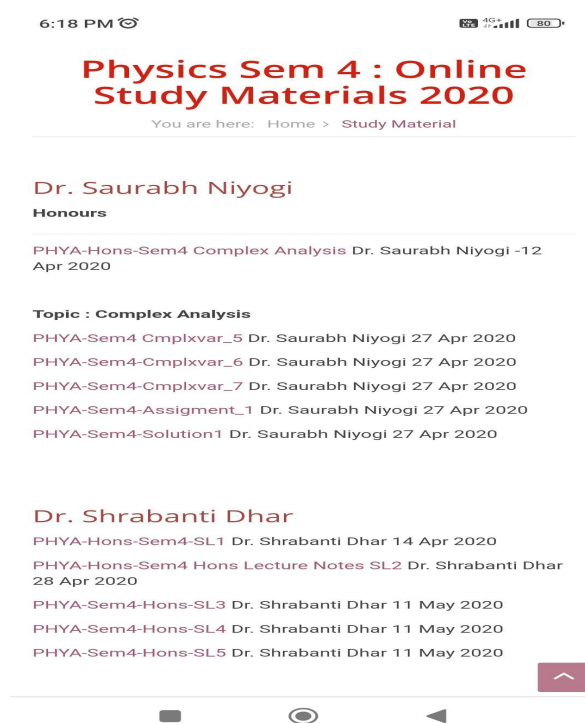 6:18 PM
Vo LTE 4G+ 80
Physics Sem 4 : Online
Study Materials 2020
You are here: Home > Study Material
Dr. Saurabh Niyogi
Honours
PHYA-Hons-Sem4 Complex Analysis Dr. Saurabh Niyogi -12
Apr 2020
Topic : Complex Analysis
PHYA-Sem4 Cmplxvar_5 Dr. Saurabh Niyogi 27 Apr 2020
PHYA-Sem4-Cmplxvar_6 Dr. Saurabh Niyogi 27 Apr 2020
PHYA-Sem4-Cmplxvar_7 Dr. Saurabh Niyogi 27 Apr 2020
PHYA-Sem4-Assigment_1 Dr. Saurabh Niyogi 27 Apr 2020
PHYA-Sem4-Solution1 Dr. Saurabh Niyogi 27 Apr 2020
Dr. Shrabanti Dhar
PHYA-Hons-Sem4-SL1 Dr. Shrabanti Dhar 14 Apr 2020
PHYA-Hons-Sem4 Hons Lecture Notes SL2 Dr. Shrabanti Dhar
28 Apr 2020
PHYA-Sem4-Hons-SL3 Dr. Shrabanti Dhar 11 May 2020
PHYA-Sem4-Hons-SL4 Dr. Shrabanti Dhar 11 May 2020
PHYA-Sem4-Hons-SL5 Dr. Shrabanti Dhar 11 May 2020